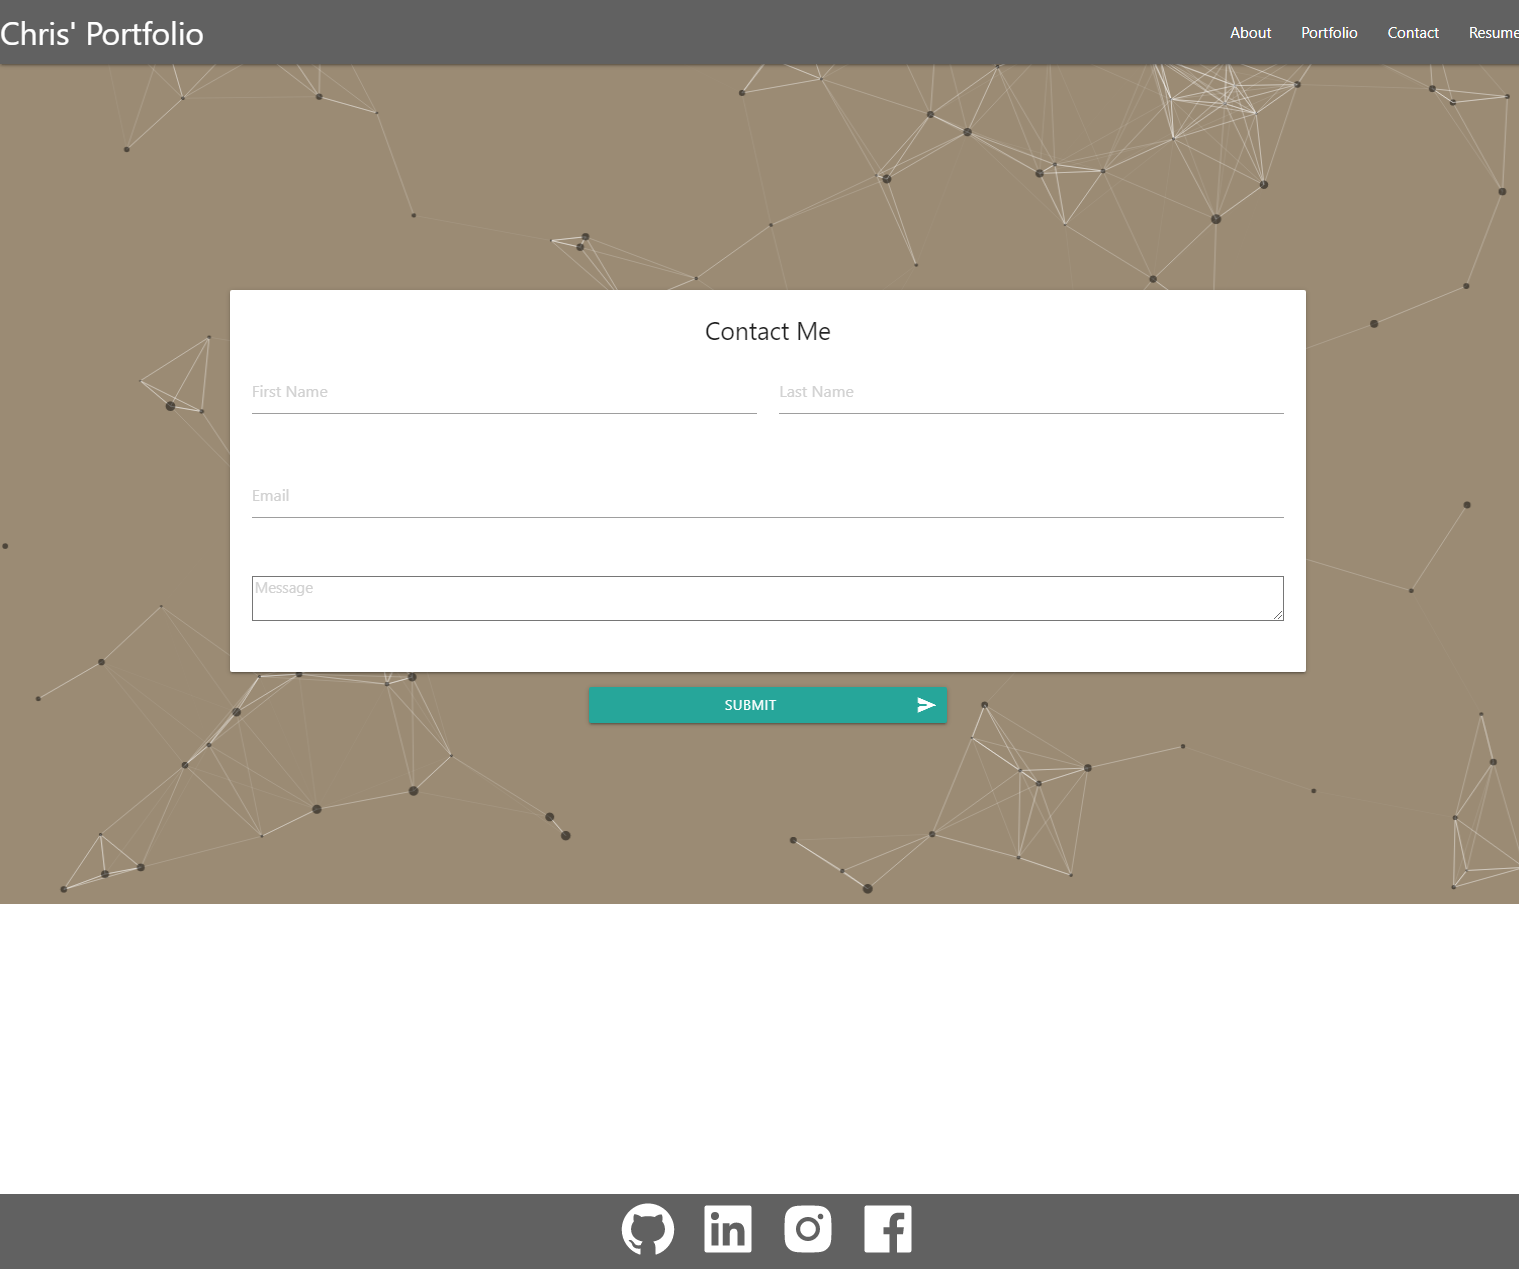 Chris' Portfolio
About Portfolio Contact Resume
Contact Me
First Name Last Name
Email
Message
SUBMIT